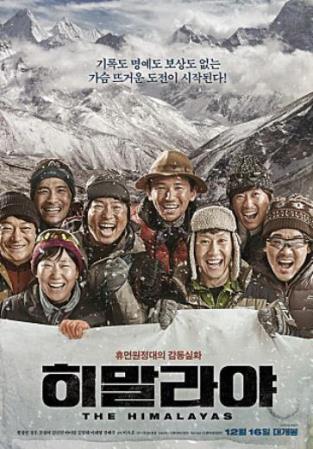 기록도 명예도 보상도 없는
가슴 뜨거운 도전이 시작된다!
휴먼원정대의 감동실화
히말라야
THE HIMALAYAS
12월 16일 대개봉